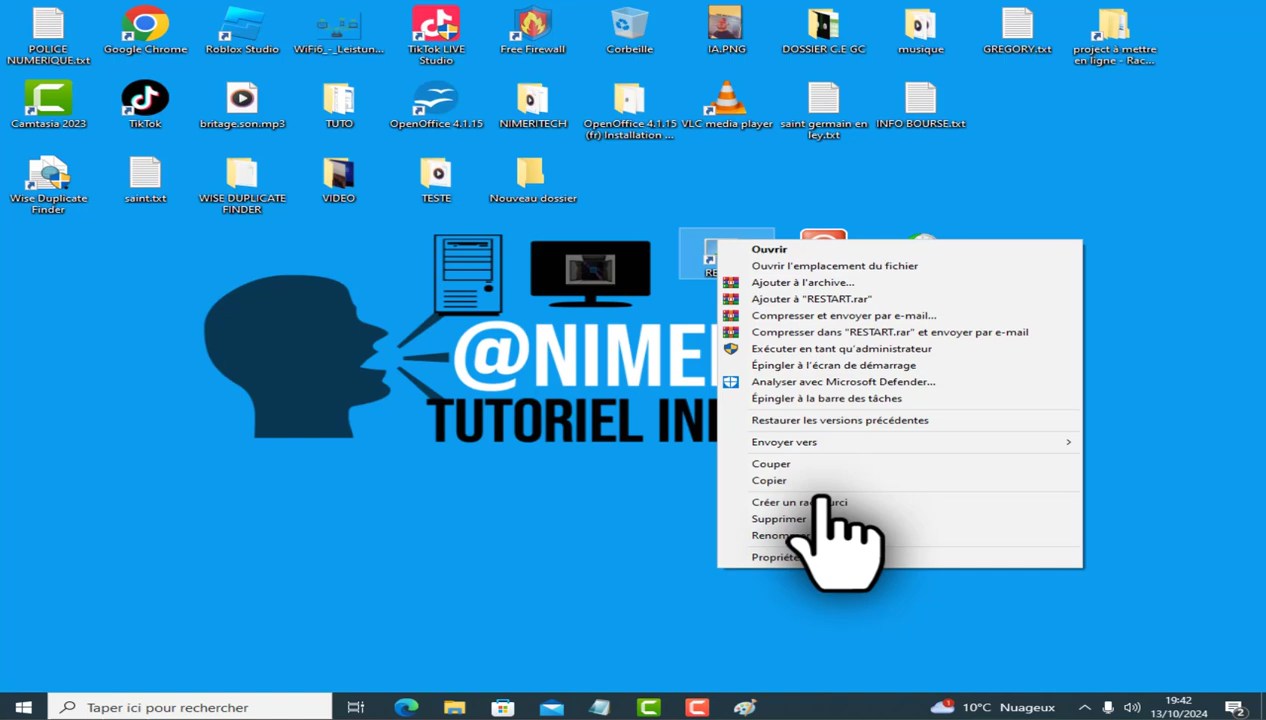 POLICE
NUMERIQUE.txt
Google Chrome
Roblox Studio
WiFi6_-_Leistun...
TikTok LIVE
Studio
Free Firewall
Corbeille
IA.PNG
DOSSIER C.E GC
musique
GREGORY.txt
project à mettre
en ligne - Rac...
Camtasia 2023
TikTok
britage.son.mp3
TUTO
OpenOffice 4.1.15
NIMERITECH
OpenOffice 4.1.15
(fr) Installation ...
VLC media player
saint germain en
ley.txt
INFO BOURSE.txt
Wise Duplicate
Finder
saint.txt
WISE DUPLICATE
FINDER
VIDEO
TESTE
Nouveau dossier
@NIMER
TUTORIEL IN
Ouvrir
Ouvrir l'emplacement du fichier
Ajouter à l'archive...
Ajouter à "RESTART.rar"
Compresser et envoyer par e-mail...
Compresser dans "RESTART.rar" et envoyer par e-mail
Exécuter en tant qu'administrateur
Épingler à l'écran de démarrage
Analyser avec Microsoft Defender...
Épingler à la barre des tâches
Restaurer les versions précédentes
Envoyer vers
Couper
Copier
Créer un raccourci
Supprimer
Propriétés
Taper ici pour rechercher
10°C Nuageux
19:42
13/10/2024
2